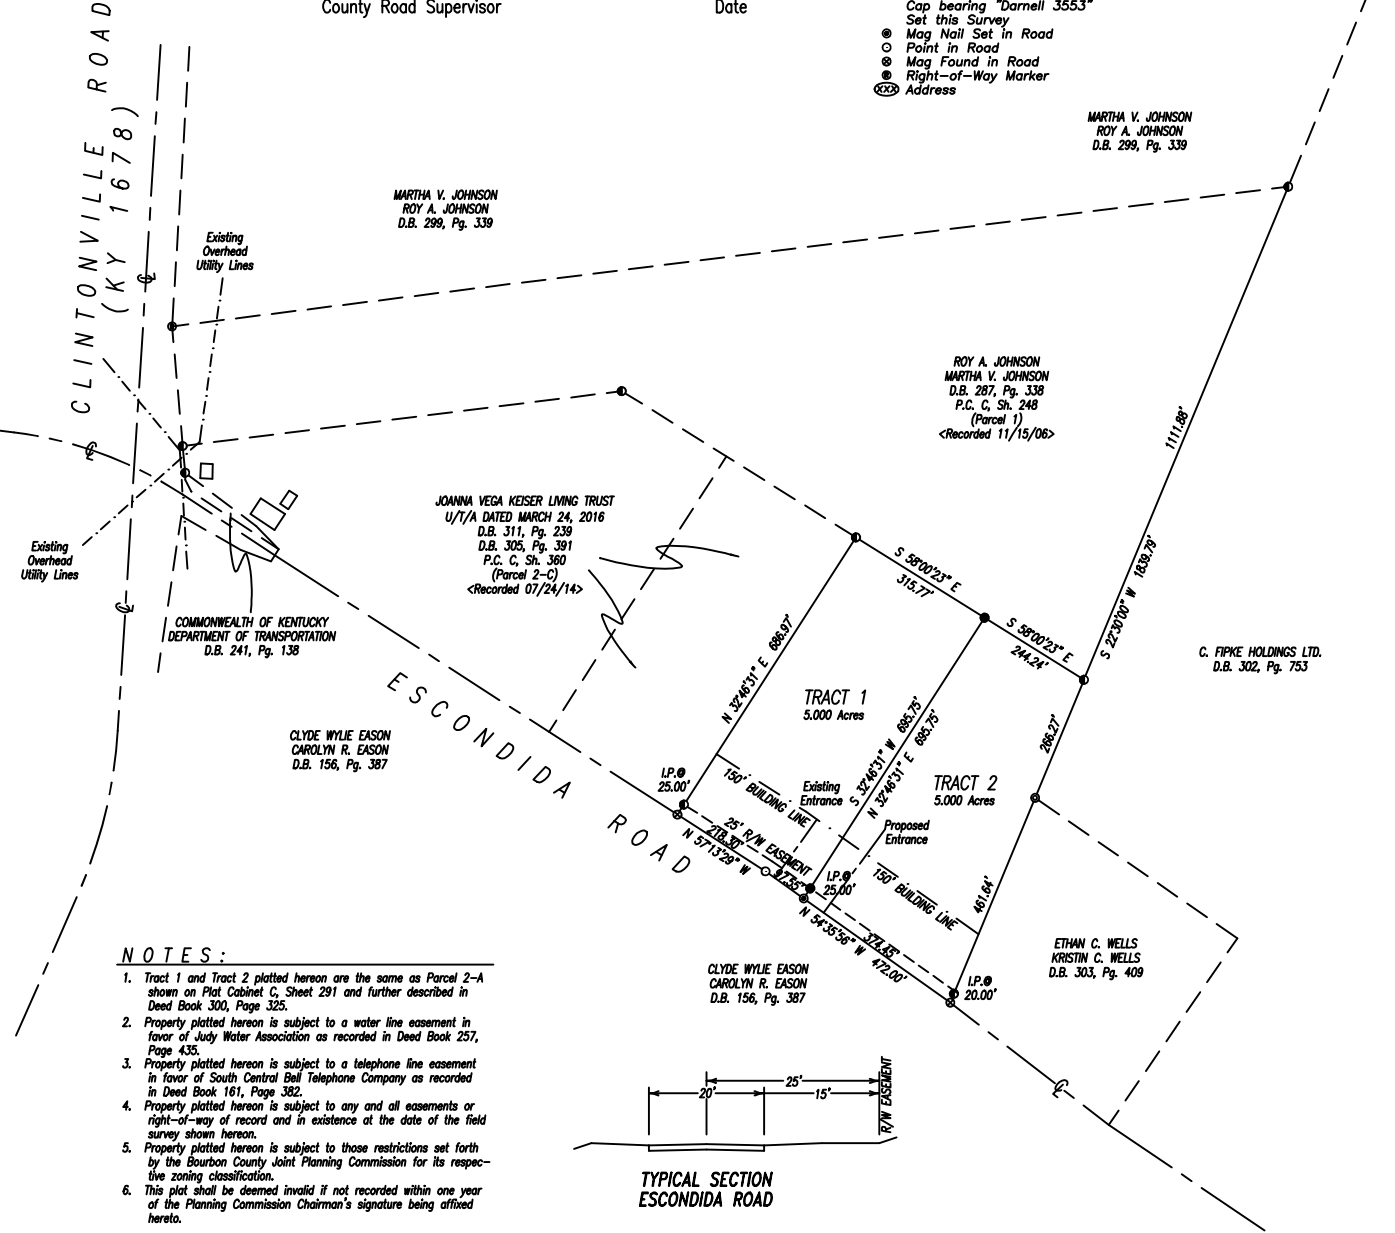 County Road Supervisor
Date
Cap bearing "Darnell 3553"
Set this Survey
Mag Nail Set in Road
Point in Road
Mag Found in Road
Right-of-Way Marker
XXX Address
CLINTONVILLE ROAD
(KY 1678)
MARTHA V. JOHNSON
ROY A. JOHNSON
D.B. 299, Pg. 339
MARTHA V. JOHNSON
ROY A. JOHNSON
D.B. 299, Pg. 339
Existing
Overhead
Utility Lines
ROY A. JOHNSON
MARTHA V. JOHNSON
D.B. 287, Pg. 338
P.C. C, Sh. 248
(Parcel 1)
<Recorded 11/15/06>
1111.88'
S 22°30'00" W 1839.79'
JOANNA VEGA KEISER LIVING TRUST
U/T/A DATED MARCH 24, 2016
D.B. 311, Pg. 239
D.B. 305, Pg. 391
P.C. C, Sh. 360
(Parcel 2-C)
<Recorded 07/24/14>
Existing
Overhead
Utility Lines
COMMONWEALTH OF KENTUCKY
DEPARTMENT OF TRANSPORTATION
D.B. 241, Pg. 138
S 58°00'23" E
315.77'
S 58°00'23" E
244.24'
C. FIPKE HOLDINGS LTD.
D.B. 302, Pg. 753
N 32°46'31" E 686.97'
TRACT 1
5.000 Acres
S 32°46'31" W 695.75'
N 32°46'31" E 695.75'
266.27'
TRACT 2
5.000 Acres
ESCONDIDA ROAD
CLYDE WYLIE EASON
CAROLYN R. EASON
D.B. 156, Pg. 387
I.P.@
25.00'
150' BUILDING LINE
Existing
Entrance
Proposed
Entrance
25' R/W EASEMENT
218.30'
N 57°13'29" W
97.55'
I.P.@
25.00'
150' BUILDING LINE
461.64'
374.45'
N 54°35'56" W 472.00'
I.P.@
20.00'
CLYDE WYLIE EASON
CAROLYN R. EASON
D.B. 156, Pg. 387
ETHAN C. WELLS
KRISTIN C. WELLS
D.B. 303, Pg. 409
NOTES:
1. Tract 1 and Tract 2 platted hereon are the same as Parcel 2-A
shown on Plat Cabinet C, Sheet 291 and further described in
Deed Book 300, Page 325.
2. Property platted hereon is subject to a water line easement in
favor of Judy Water Association as recorded in Deed Book 257,
Page 435.
3. Property platted hereon is subject to a telephone line easement
in favor of South Central Bell Telephone Company as recorded
in Deed Book 161, Page 382.
4. Property platted hereon is subject to any and all easements or
right-of-way of record and in existence at the date of the field
survey shown hereon.
5. Property platted hereon is subject to those restrictions set forth
by the Bourbon County Joint Planning Commission for its respec-
tive zoning classification.
6. This plat shall be deemed invalid if not recorded within one year
of the Planning Commission Chairman's signature being affixed
hereto.
25'
20'
15'
R/W EASEMENT
TYPICAL SECTION
ESCONDIDA ROAD